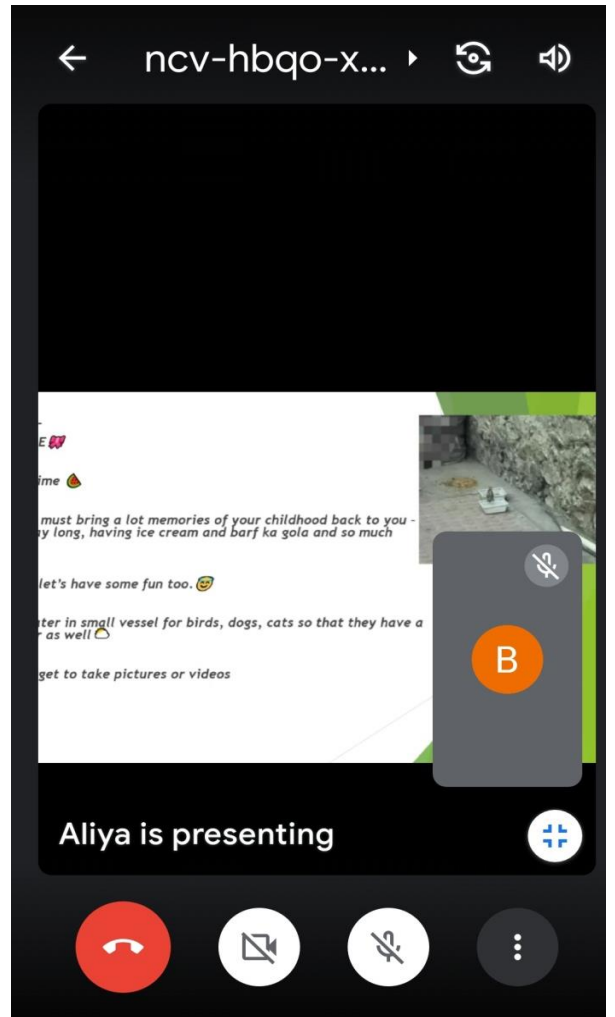 ncv-hbqo-x...
-
E🎀
ime 🍉
must bring a lot memories of your childhood back to you -
y long, having ice cream and barf ka gola and so much
let's have some fun too.😇
ter in small vessel for birds, dogs, cats so that they have a
r as well
get to take pictures or videos
B
Aliya is presenting